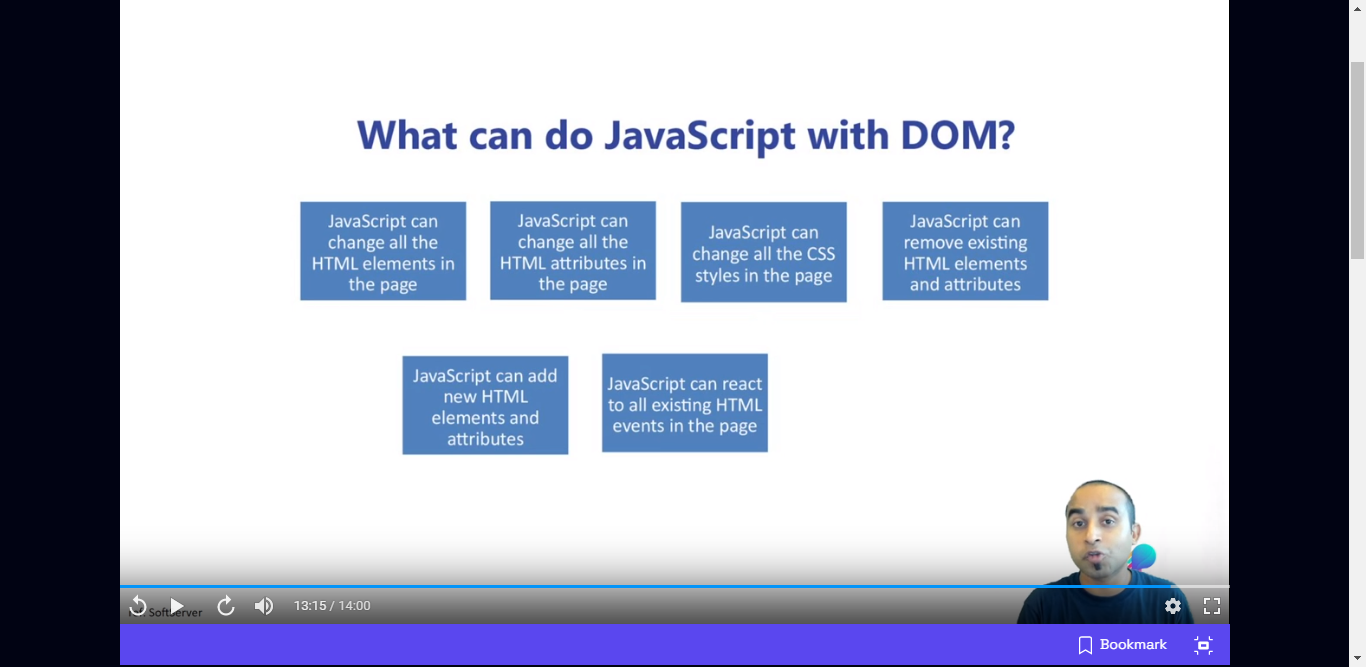 What can do JavaScript with DOM?
JavaScript can
change all the
HTML elements in
the page
JavaScript can
change all the
HTML attributes in
the page
JavaScript can
change all the CSS
styles in the page
JavaScript can
remove existing
HTML elements
and attributes
JavaScript can add
new HTML
elements and
attributes
JavaScript can react
to all existing HTML
events in the page
SoftServer
13:15 / 14:00
Bookmark